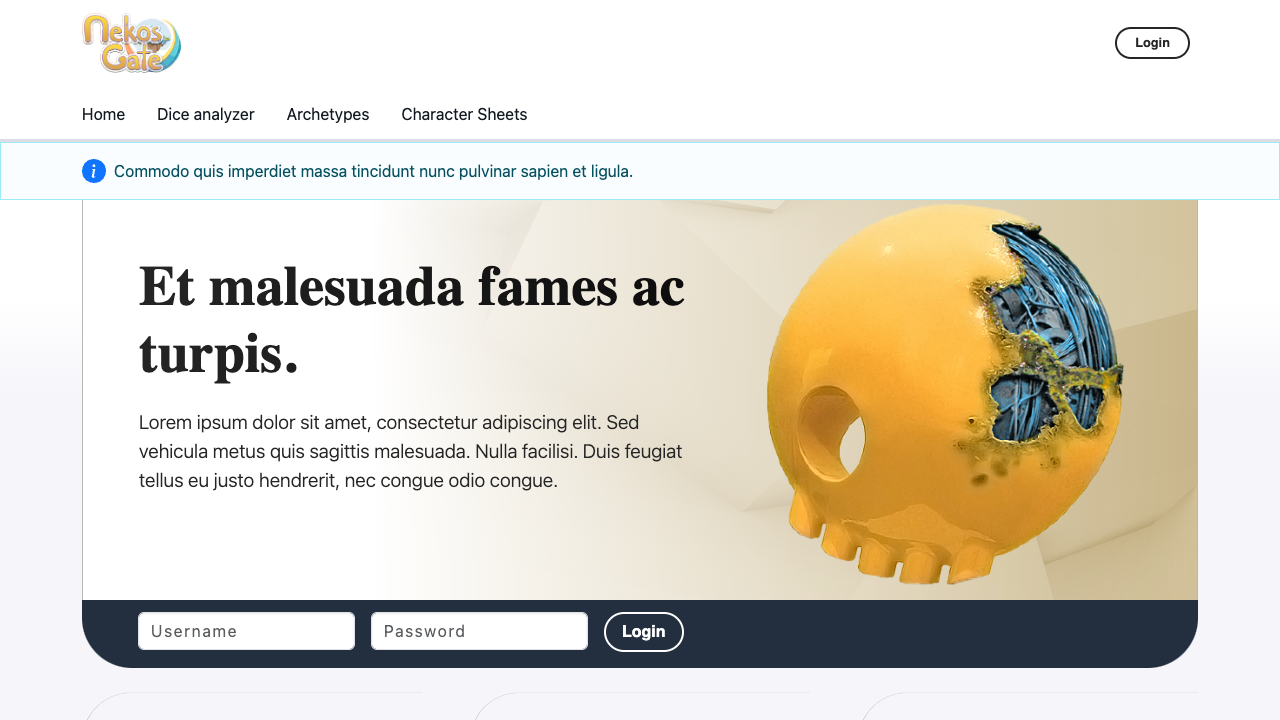 Nekos
Gate
Login
Home
Dice analyzer
Archetypes
Character Sheets
i
Commodo quis imperdiet massa tincidunt nunc pulvinar sapien et ligula.
Et malesuada fames ac
turpis.
Lorem ipsum dolor sit amet, consectetur adipiscing elit. Sed
vehicula metus quis sagittis malesuada. Nulla facilisi. Duis feugiat
tellus eu justo hendrerit, nec congue odio congue.
Username
Password
Login